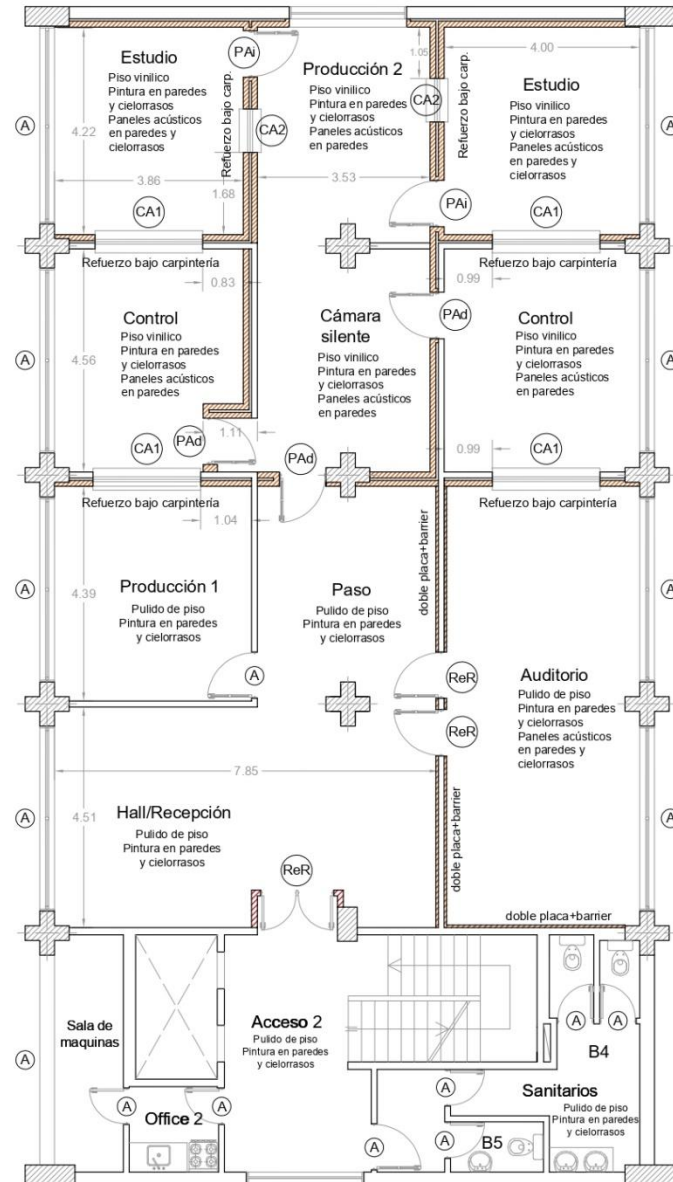 Estudio
Piso vinilico
Pintura en paredes
y cielorrasos
Paneles acústicos
en paredes y
cielorrasos
PAi
Producción 2
Piso vinilico
Pintura en paredes
y cielorrasos
Paneles acústicos
en paredes
1.05
4.00
Estudio
Piso vinilico
Pintura en paredes
y cielorrasos
Paneles acústicos
en paredes y
cielorrasos
A
A
4.22
CA2
CA2
Refuerzo bajo carp.
Refuerzo bajo carp.
3.86
1.68
3.53
CA1
PAi
CA1
Refuerzo bajo carpintería
Refuerzo bajo carpintería
0.83
0.99
Control
Piso vinilico
Pintura en paredes
y cielorrasos
Paneles acústicos
en paredes
Cámara
silente
Piso vinilico
Pintura en paredes
y cielorrasos
Paneles acústicos
en paredes
PAd
Control
Piso vinilico
Pintura en paredes
y cielorrasos
Paneles acústicos
en paredes
A
A
4.56
1.11
0.99
CA1
PAd
PAd
CA1
Refuerzo bajo carpintería
Refuerzo bajo carpintería
1.04
Producción 1
Pulido de piso
Pintura en paredes
y cielorrasos
Paso
Pulido de piso
Pintura en paredes
y cielorrasos
doble placa+barrier
A
A
4.39
A
ReR
ReR
Auditorio
Pulido de piso
Pintura en paredes
y cielorrasos
Paneles acústicos
en paredes y
cielorrasos
7.85
4.51
A
A
Hall/Recepción
Pulido de piso
Pintura en paredes
y cielorrasos
doble placa+barrier
ReR
doble placa+barrier
Sala de
maquinas
Acceso 2
Pulido de piso
Pintura en paredes
y cielorrasos
A
A
A
B4
A
A
Office 2
A
A
Sanitarios
Pulido de piso
Pintura en paredes
y cielorrasos
A
A
B5